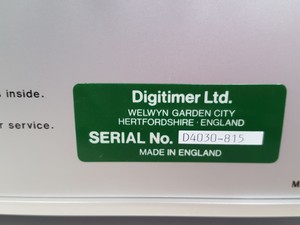 s inside.
r service.
Digitimer Ltd.
WELWYN GARDEN CITY
HERTFORDSHIRE · ENGLAND
SERIAL No. D4030-815
MADE IN ENGLAND
M